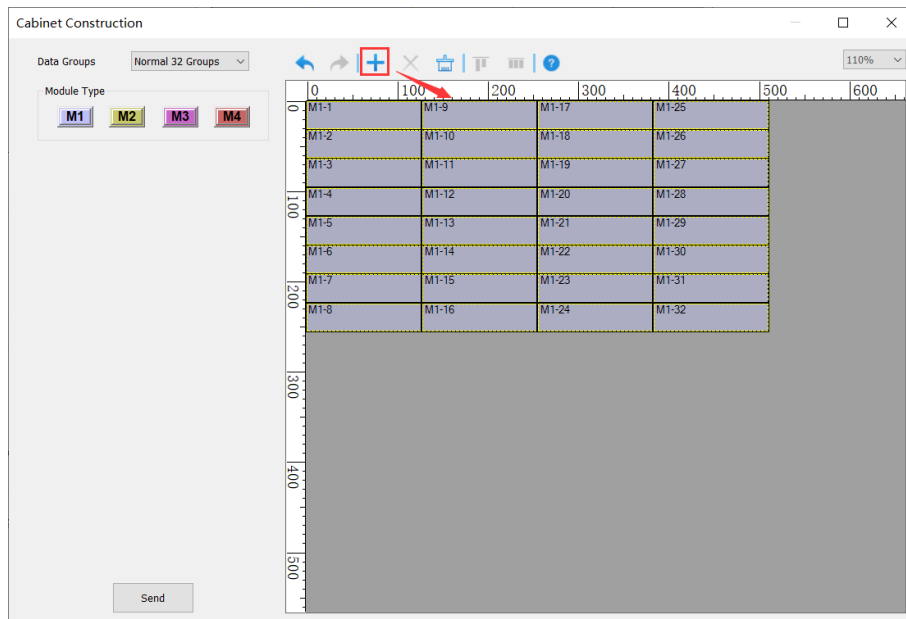 Cabinet Construction
Data Groups Normal 32 Groups
110%
Module Type
M1 M2 M3 M4
0 100 200 300 400 500 600
0
100
200
300
400
500
M1-1 M1-9 M1-17 M1-25
M1-2 M1-10 M1-18 M1-26
M1-3 M1-11 M1-19 M1-27
M1-4 M1-12 M1-20 M1-28
M1-5 M1-13 M1-21 M1-29
M1-6 M1-14 M1-22 M1-30
M1-7 M1-15 M1-23 M1-31
M1-8 M1-16 M1-24 M1-32
Send